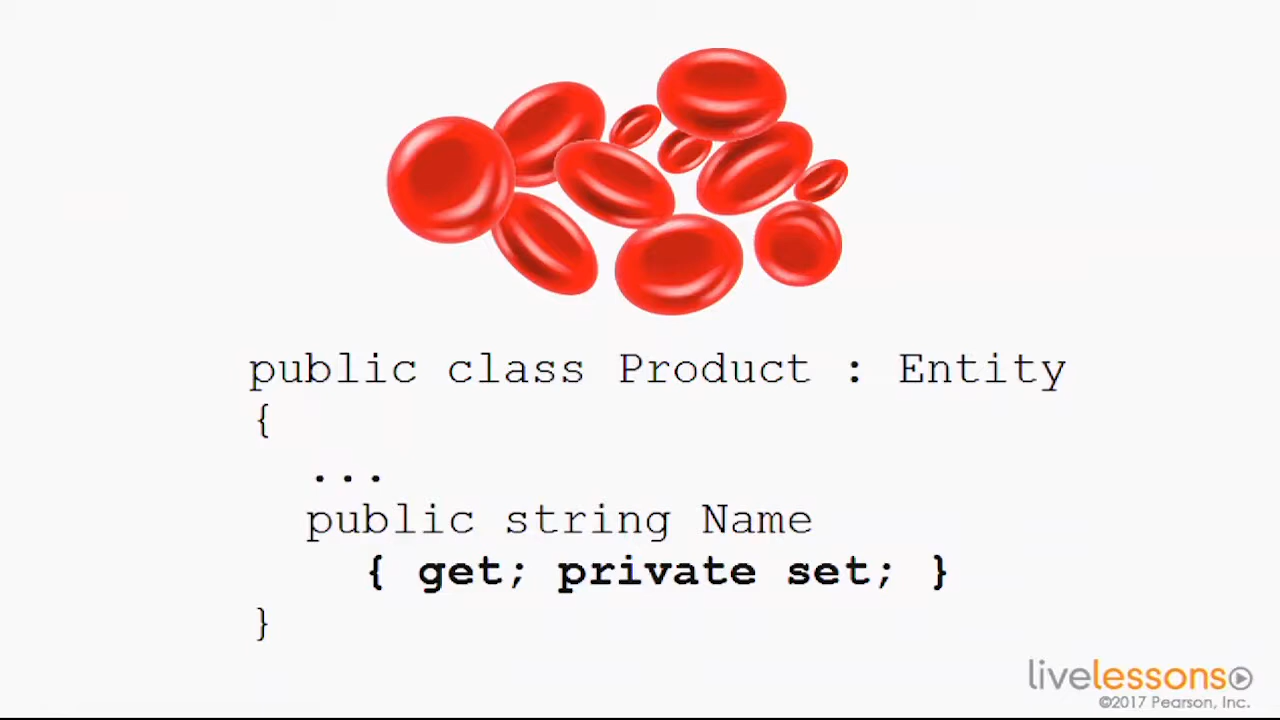 public class Product : Entity
{
...
public string Name
{ get; private set; }
}
livelessons
©2017 Pearson, Inc.